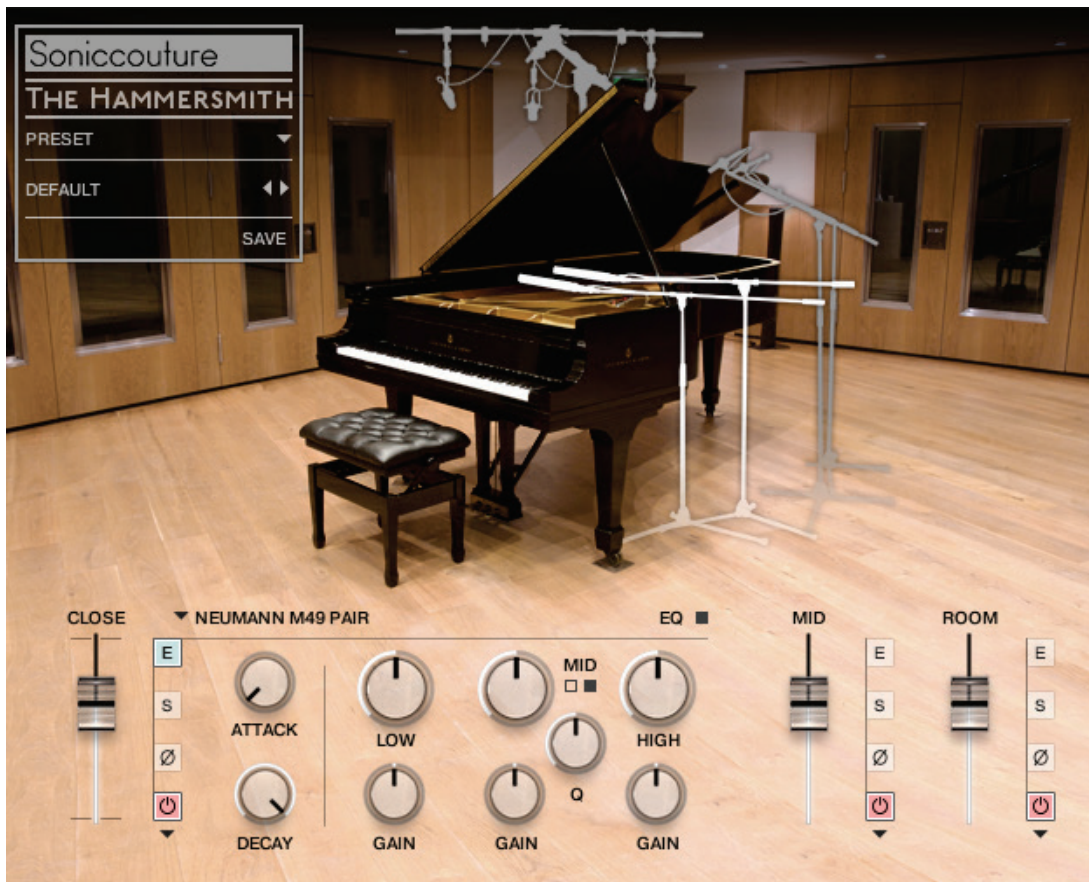 Soniccouture
THE HAMMERSMITH
PRESET
DEFAULT
SAVE
CLOSE
NEUMANN M49 PAIR
EQ
MID
ROOM
E
S
Ø
ATTACK
DECAY
LOW
MID
HIGH
Q
GAIN
GAIN
GAIN
E
S
Ø
E
S
Ø